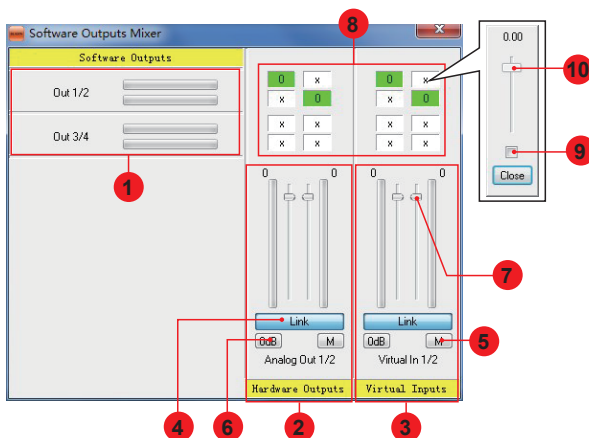 Software Outputs Mixer
x
8
0.00
Software Outputs
0 x 0 x
x 0 x 0
10
Out 1/2
x x x x
Out 3/4
x x x x
9
Close
1
0 0 0 0
7
Link Link
0dB M 0dB M
5
Analog Out 1/2 Virtual In 1/2
Hardware Outputs Virtual Inputs
4 6 2 3